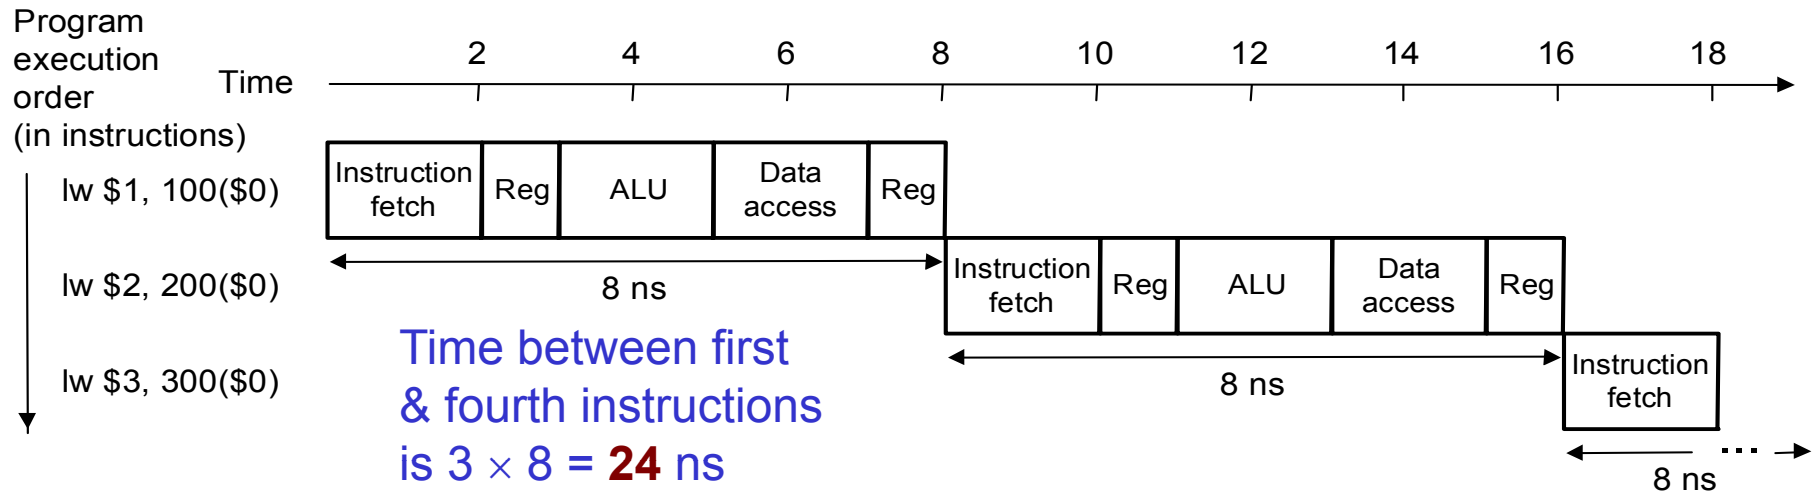 Program
execution
order
(in instructions)
Time
2 4 6 8 10 12 14 16 18
lw $1, 100($0)
Instruction
fetch
Reg
ALU
Data
access
Reg
8 ns
lw $2, 200($0)
Instruction
fetch
Reg
ALU
Data
access
Reg
8 ns
lw $3, 300($0)
Instruction
fetch
8 ns
...
Time between first
& fourth instructions
is 3 × 8 = 24 ns